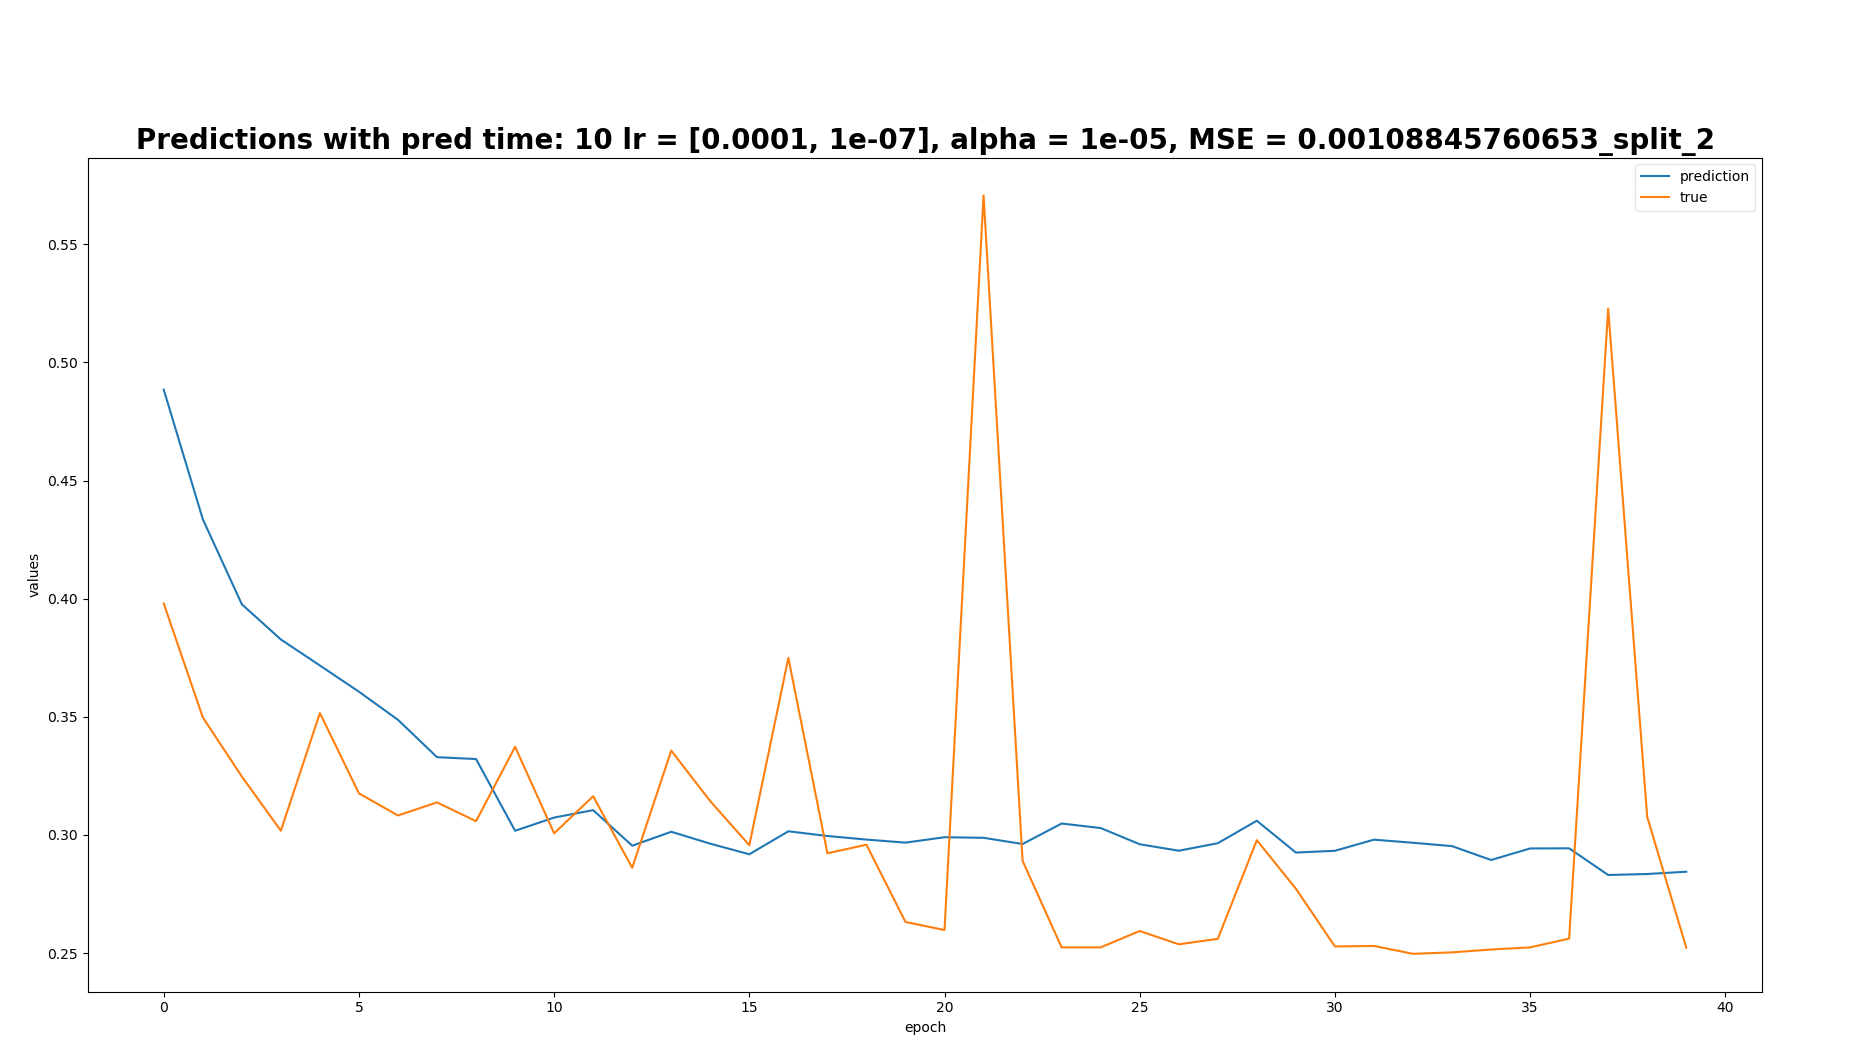 Predictions with pred time: 10 lr = [0.0001, 1e-07], alpha = 1e-05, MSE = 0.00108845760653_split_2
prediction
true
0.55
0.50
0.45
0.40
0.35
0.30
0.25
values
0 5 10 15 20 25 30 35 40
epoch